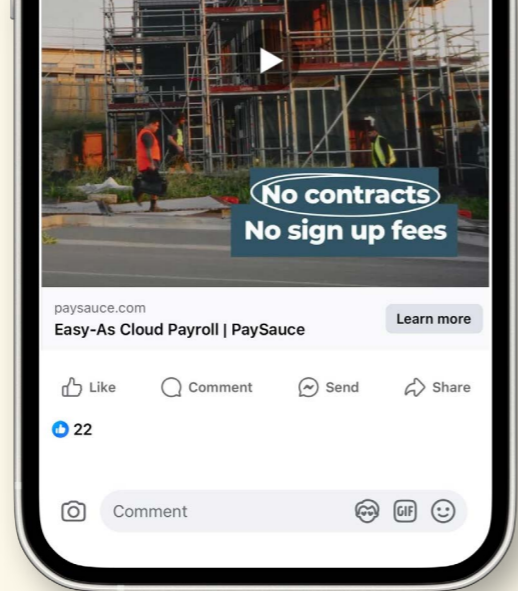 No contracts
No sign up fees
paysauce.com
Easy-As Cloud Payroll | PaySauce
Learn more
Like
Comment
Send
Share
22
Comment
GIF